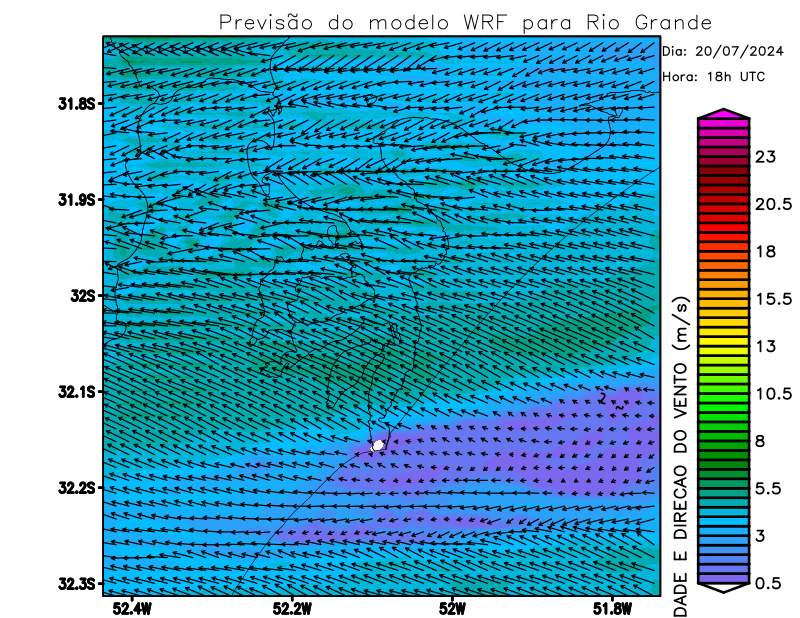 Previsão do modelo WRF para Rio Grande
Dia: 20/07/2024
Hora: 18h UTC
31.8S
31.9S
32S
32.1S
32.2S
32.3S
52.4W
52.2W
52W
51.8W
DADE E DIRECAO DO VENTO (m/s)
23
20.5
18
15.5
13
10.5
8
5.5
3
0.5